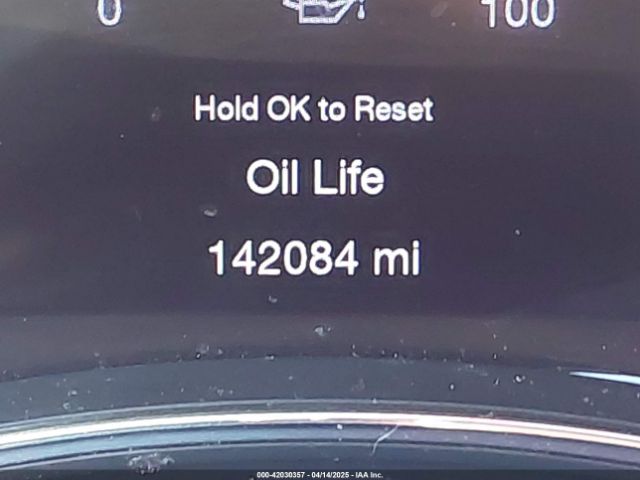 0 100
Hold OK to Reset
Oil Life
142084 mi
000-42030357 - 04/14/2025 - IAA Inc.